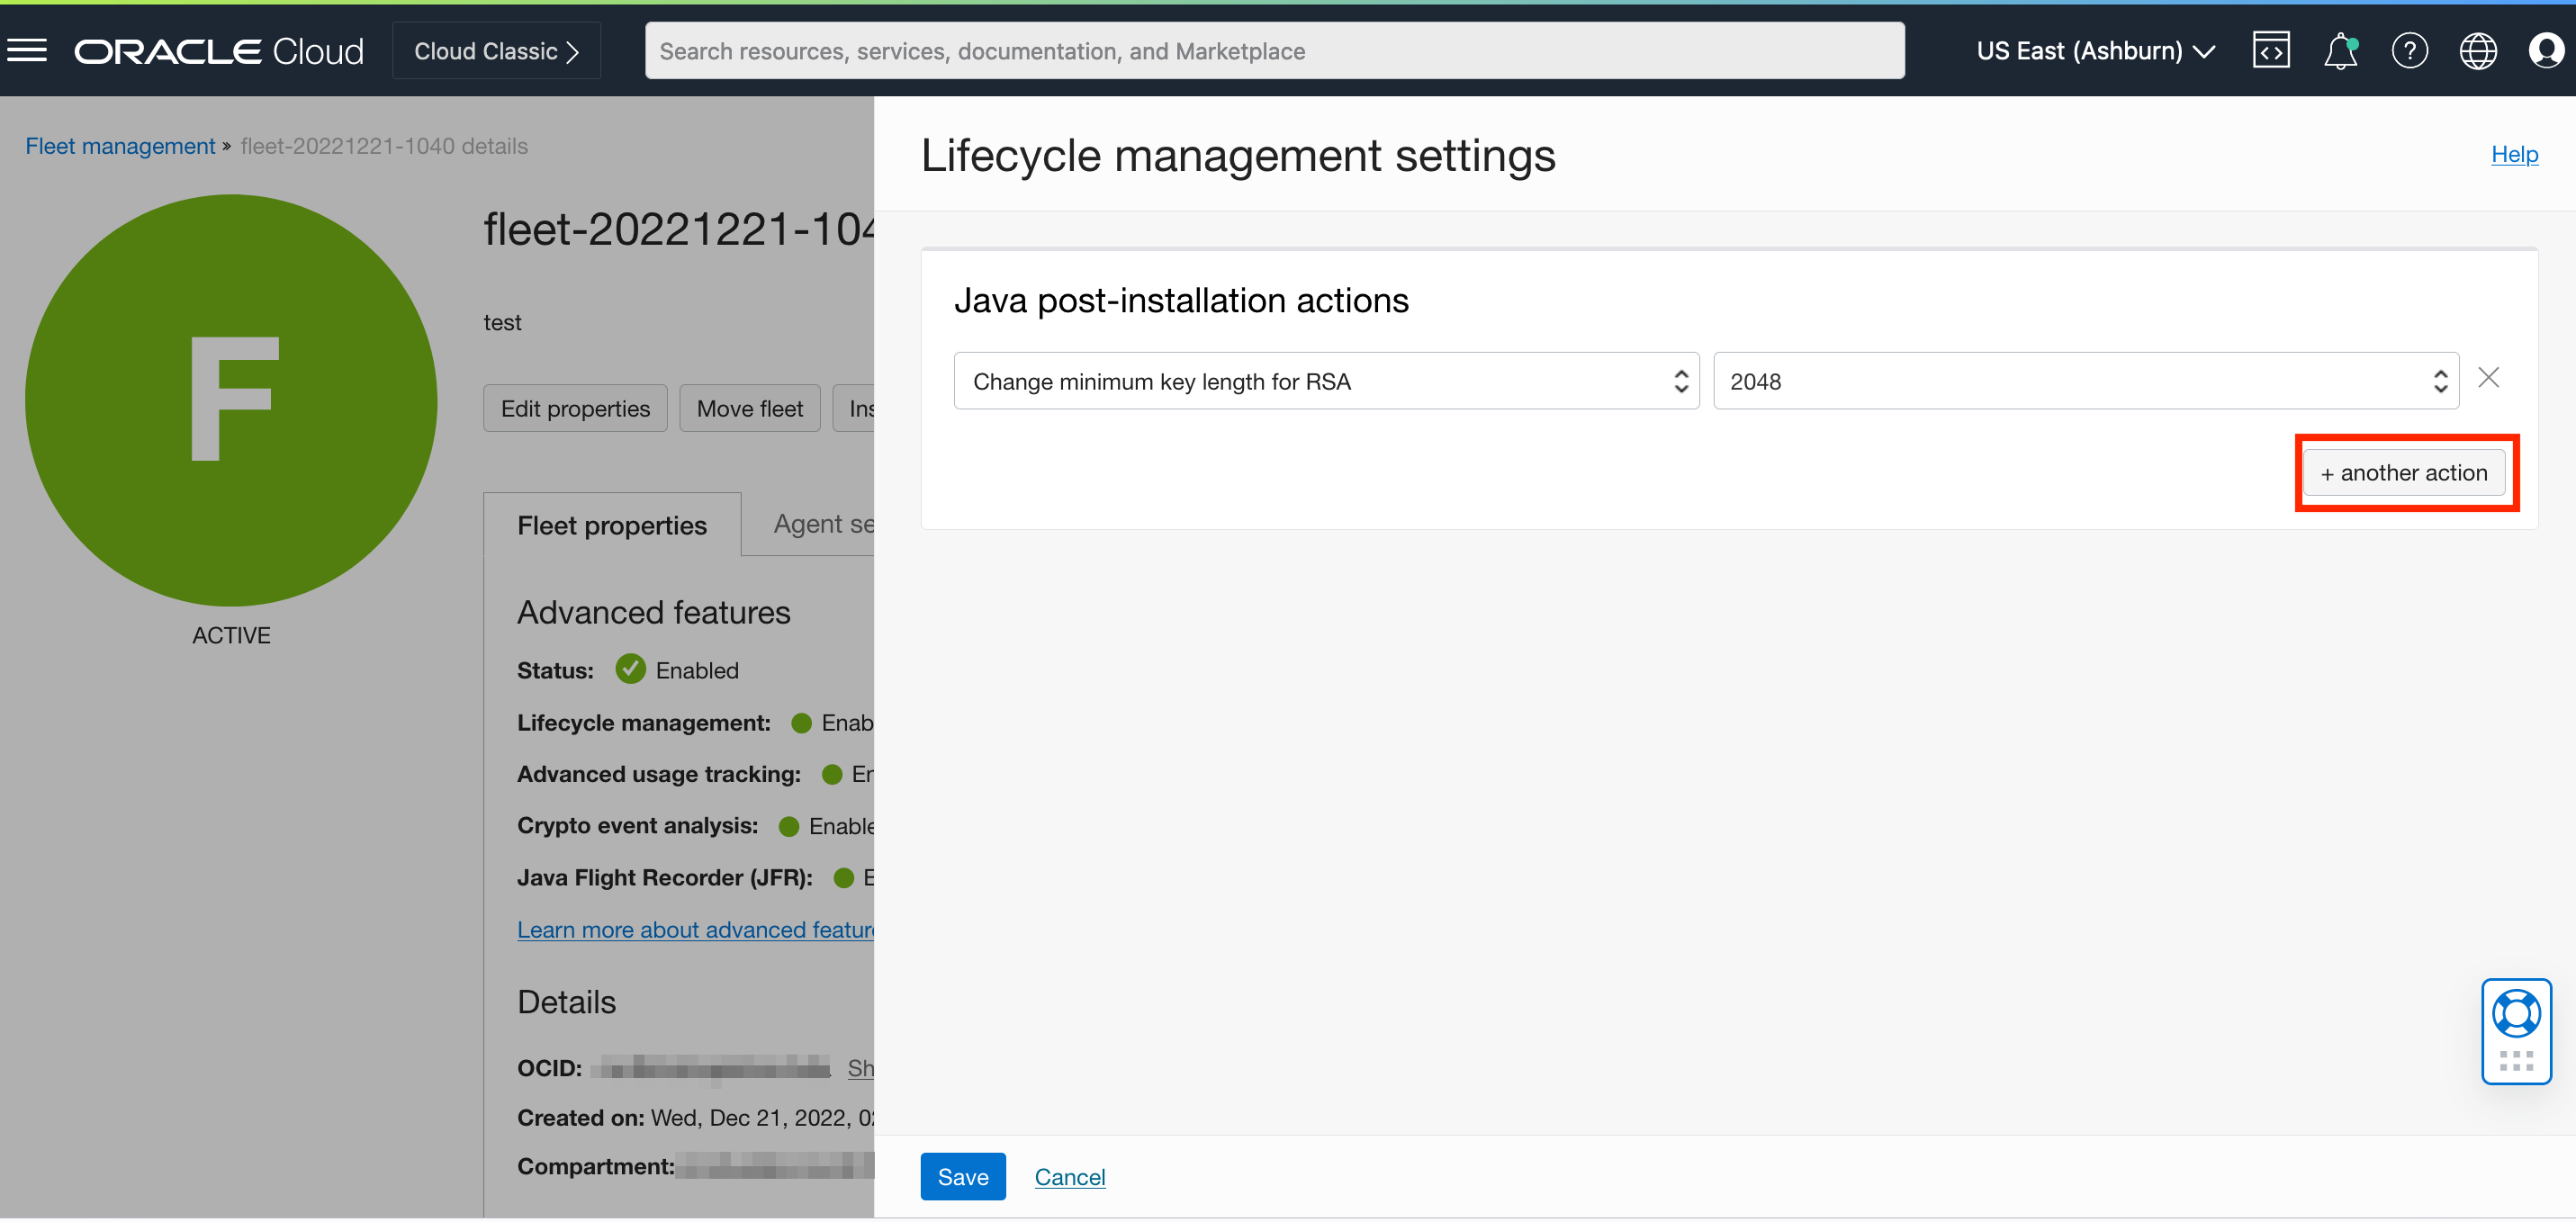 ORACLE Cloud
Cloud Classic
Search resources, services, documentation, and Marketplace
US East (Ashburn)
Fleet management » fleet-20221221-1040 details
F
ACTIVE
fleet-20221221-104
test
Edit properties
Move fleet
Ins
Fleet properties
Agent se
Advanced features
Status: Enabled
Lifecycle management: Enab
Advanced usage tracking: En
Crypto event analysis: Enable
Java Flight Recorder (JFR): E
Learn more about advanced feature
Details
OCID: Sh
Created on: Wed, Dec 21, 2022, 02
Compartment:
Lifecycle management settings
Help
Java post-installation actions
Change minimum key length for RSA
2048
+ another action
Save
Cancel